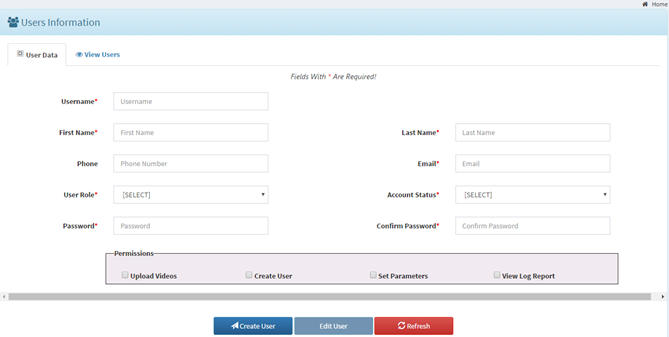 Home
Users Information
User Data View Users
Fields With * Are Required!
Username* Username
First Name* First Name Last Name* Last Name
Phone Phone Number Email* Email
User Role* [SELECT] Account Status* [SELECT]
Password* Password Confirm Password* Confirm Password
Permissions
Upload Videos Create User Set Parameters View Log Report
Create User Edit User Refresh